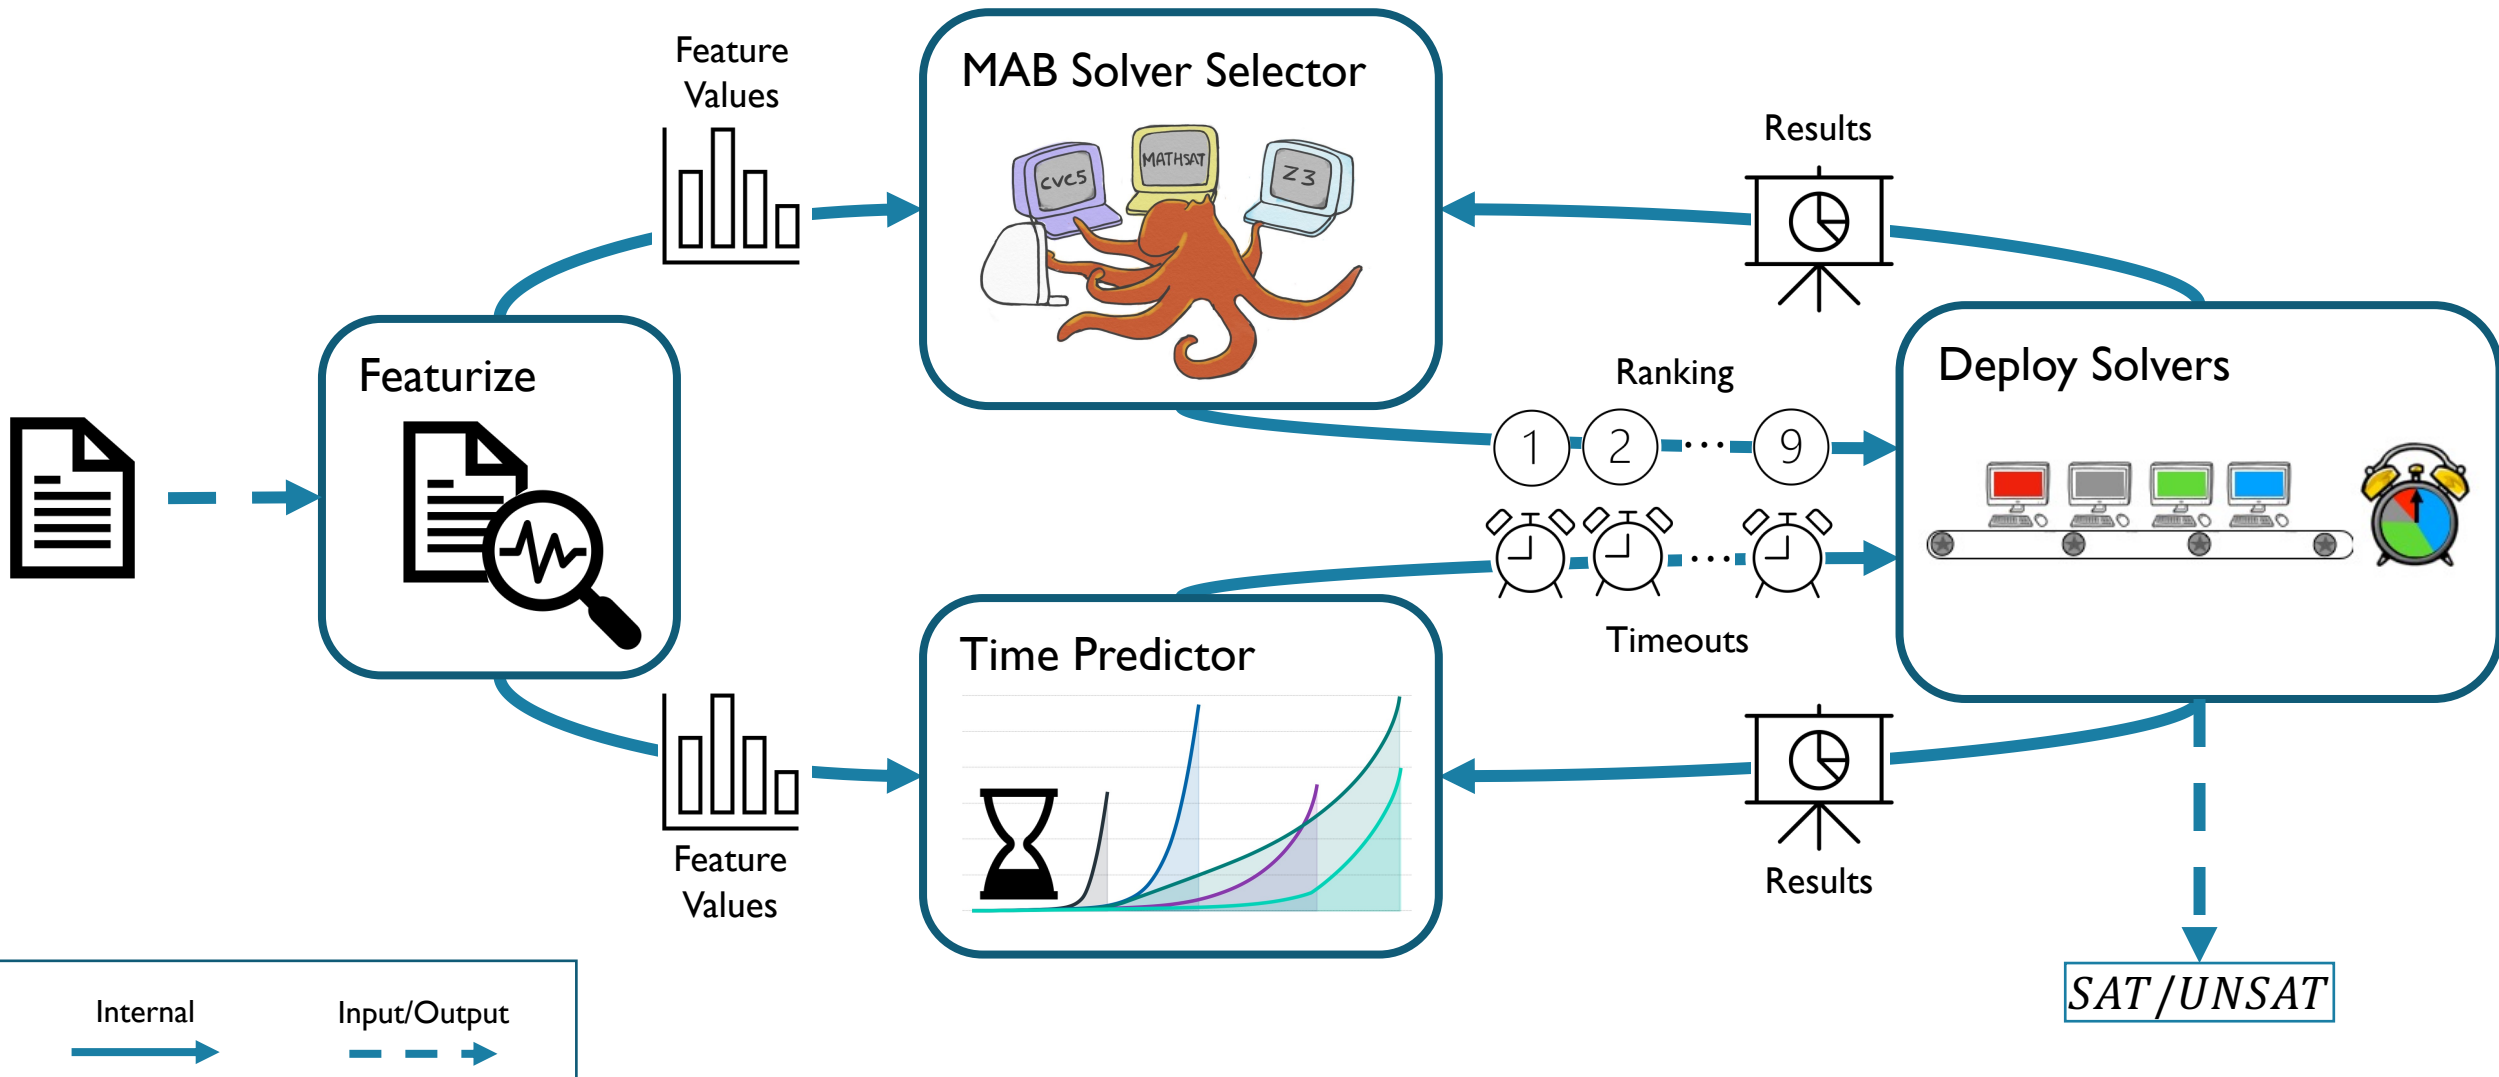 Feature
Values
MAB Solver Selector
cvc5
MATHSAT
Z3
Results
Featurize
Ranking
1
2
...
9
Deploy Solvers
...
Timeouts
Time Predictor
Feature
Values
Results
SAT/UNSAT
Internal
Input/Output